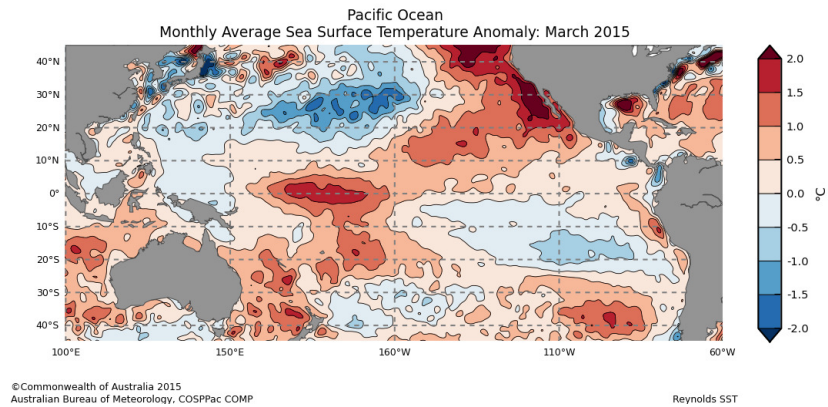 Pacific Ocean
Monthly Average Sea Surface Temperature Anomaly: March 2015
40°N
30°N
20°N
10°N
0°
10°S
20°S
30°S
40°S
100°E
150°E
160°W
110°W
60°W
2.0
1.5
1.0
0.5
0.0
-0.5
-1.0
-1.5
-2.0
°C
©Commonwealth of Australia 2015
Australian Bureau of Meteorology, COSPPac COMP
Reynolds SST